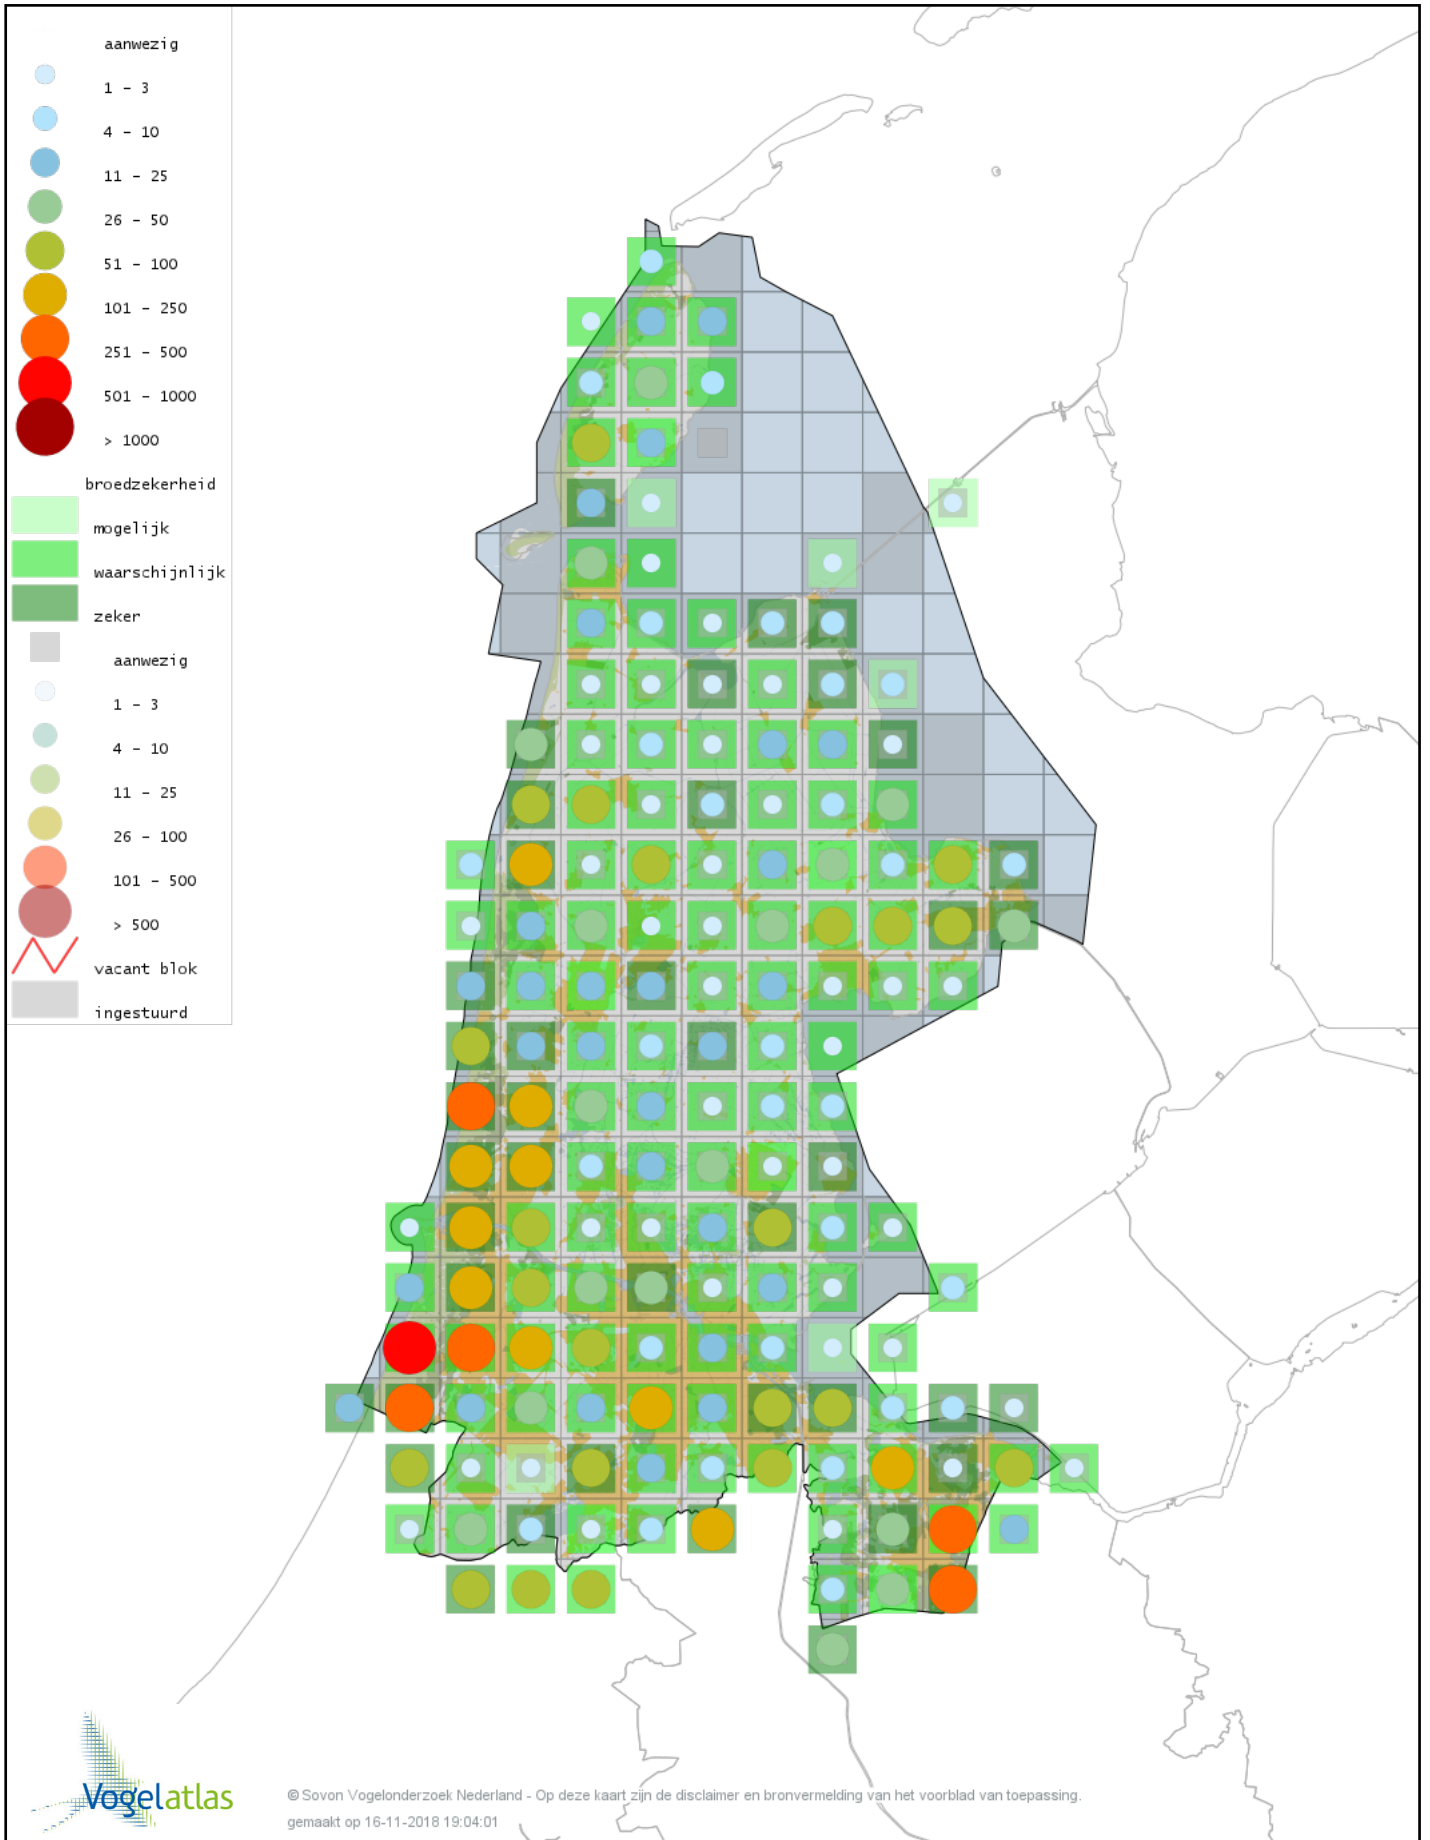 aanwezig
1 - 3
4 - 10
11 - 25
26 - 50
51 - 100
101 - 250
251 - 500
501 - 1000
> 1000
broedzekerheid
mogelijk
waarschijnlijk
zeker
aanwezig
1 - 3
4 - 10
11 - 25
26 - 100
101 - 500
> 500
vacant blok
ingestuurd
Vogelatlas
© Sovon Vogelonderzoek Nederland - Op deze kaart zijn de disclaimer en bronvermelding van het voorblad van toepassing.
gemaakt op 16-11-2018 19:04:01